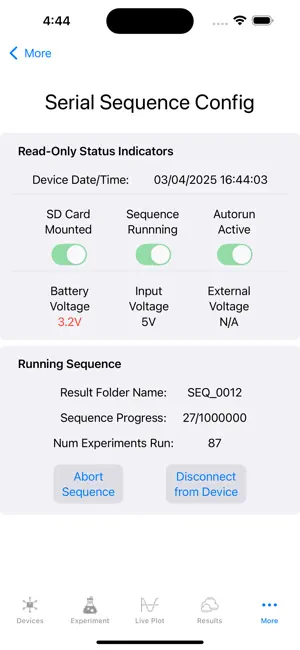 4:44
More
Serial Sequence Config
Read-Only Status Indicators
Device Date/Time: 03/04/2025 16:44:03
SD Card Mounted
Sequence Runnning
Autorun Active
Battery Voltage
3.2V
Input Voltage
5V
External Voltage
N/A
Running Sequence
Result Folder Name: SEQ_0012
Sequence Progress: 27/1000000
Num Experiments Run: 87
Abort Sequence
Disconnect from Device
Devices
Experiment
Live Plot
Results
More